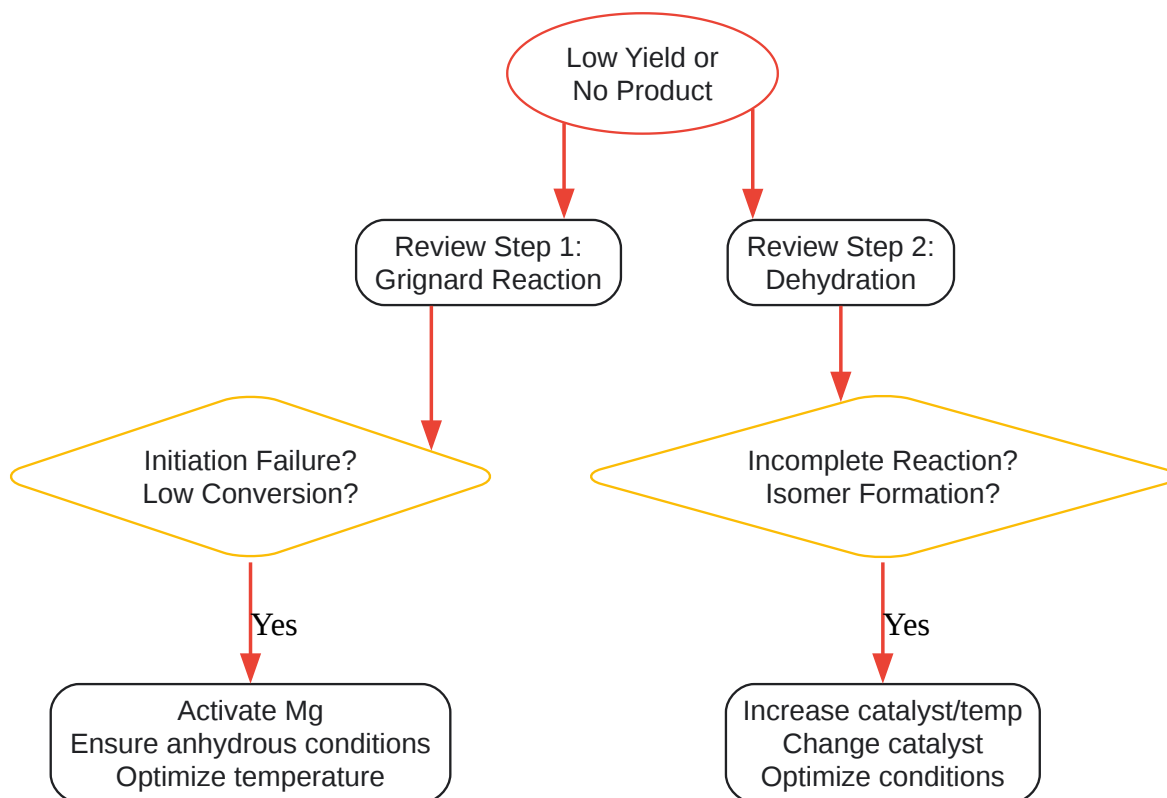 Low Yield or
No Product
Review Step 1:
Grignard Reaction
Review Step 2:
Dehydration
Initiation Failure?
Low Conversion?
Incomplete Reaction?
Isomer Formation?
Yes
Yes
Activate Mg
Ensure anhydrous conditions
Optimize temperature
Increase catalyst/temp
Change catalyst
Optimize conditions